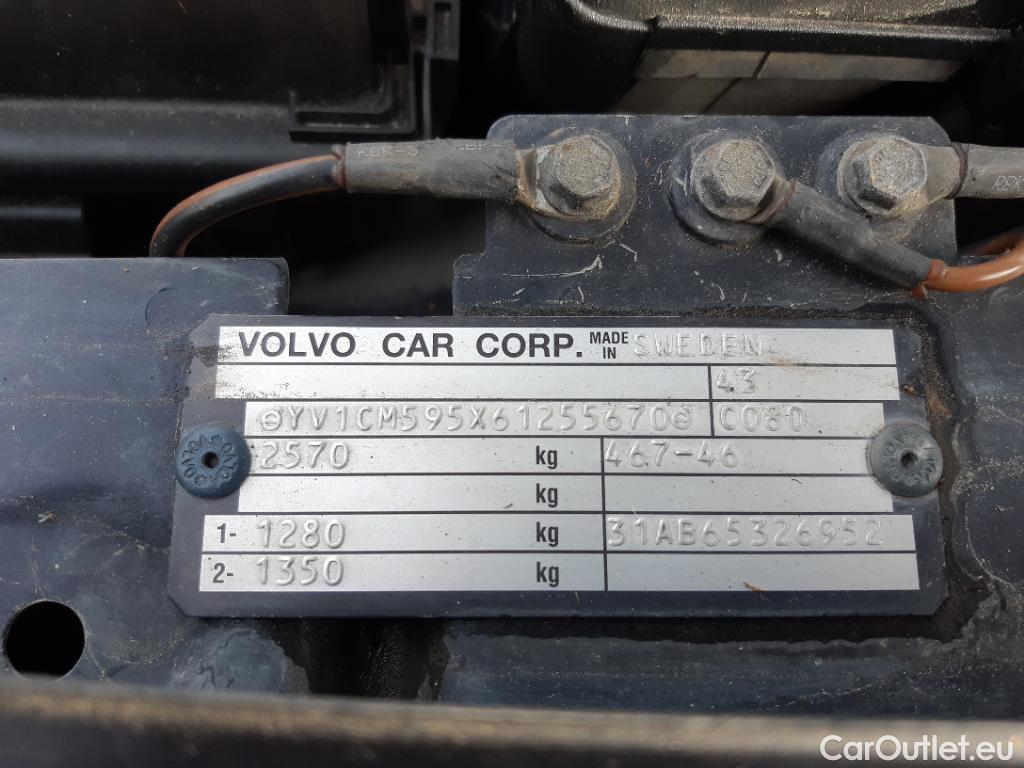 VOLVO CAR CORP. MADE IN SWEDEN
43
YV1CM595X61255670 C080
2570 kg 467-46
kg
1- 1280 kg 31AB65326952
2- 1350 kg
CarOutlet.eu